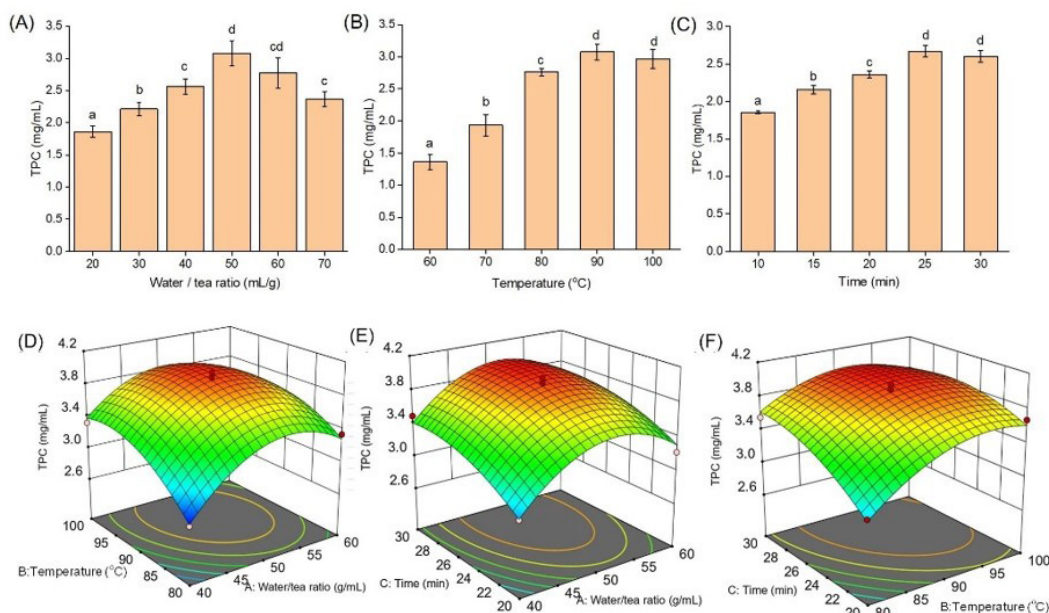 (A)
3.5
3.0
2.5
2.0
1.5
1.0
0.5
0.0
TPC (mg/mL)
a
b
c
d
cd
c
20 30 40 50 60 70
Water / tea ratio (mL/g)
(B)
3.5
3.0
2.5
2.0
1.5
1.0
0.5
0.0
TPC (mg/mL)
a
b
c
d
d
60 70 80 90 100
Temperature (°C)
(C)
3.0
2.5
2.0
1.5
1.0
0.5
0.0
TPC (mg/mL)
a
b
c
d
d
10 15 20 25 30
Time (min)
(D)
4.2
3.8
3.4
3.0
2.6
TPC (mg/mL)
100
95
90
85
80
B:Temperature (°C)
40
45
50
55
60
A: Water/tea ratio (g/mL)
(E)
4.2
3.8
3.4
3.0
2.6
TPC (mg/mL)
30
28
26
24
22
20
C: Time (min)
40
45
50
55
60
A: Water/tea ratio (g/mL)
(F)
4.2
3.8
3.4
3.0
2.6
TPC (mg/mL)
30
28
26
24
22
20
C: Time (min)
80
85
90
95
100
B:Temperature (°C)